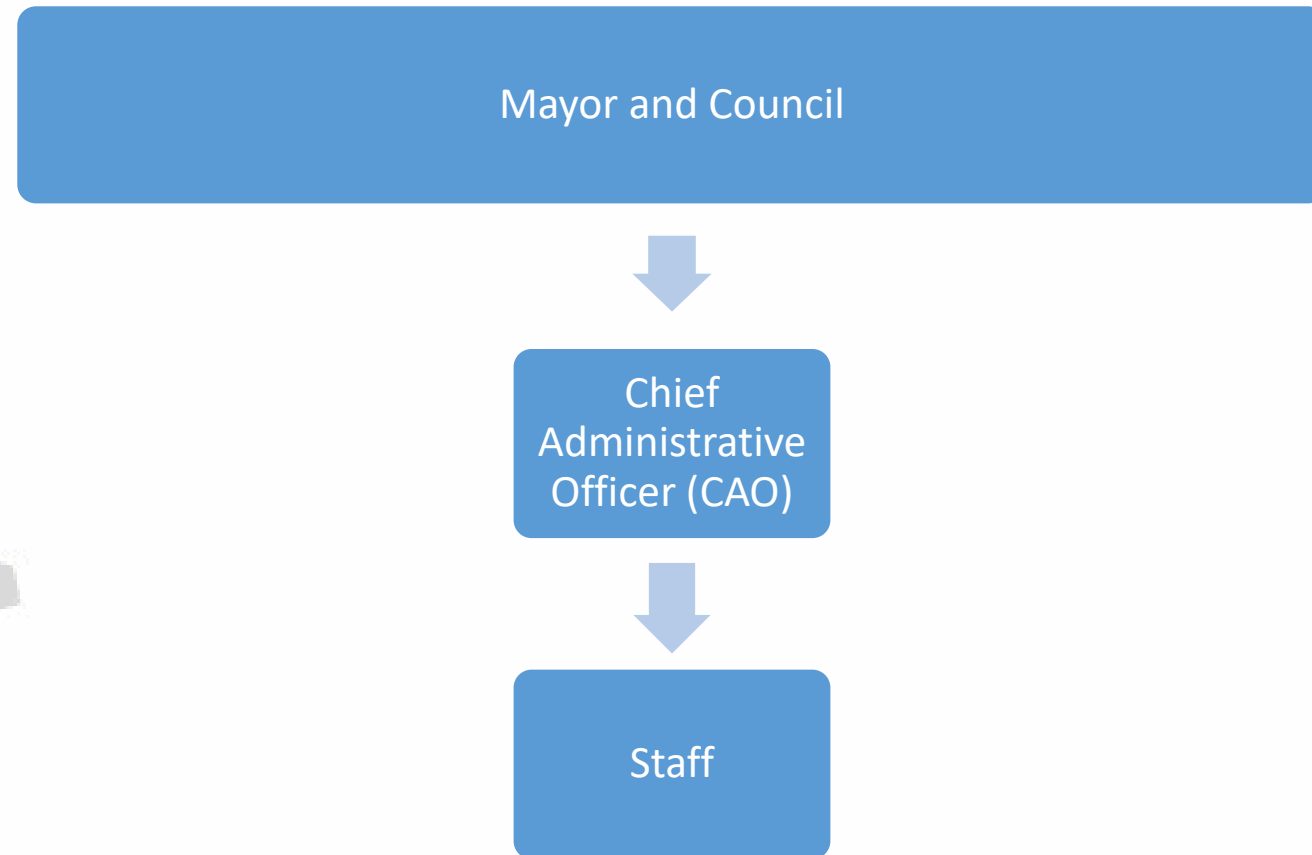 Mayor and Council
Chief
Administrative
Officer (CAO)
Staff